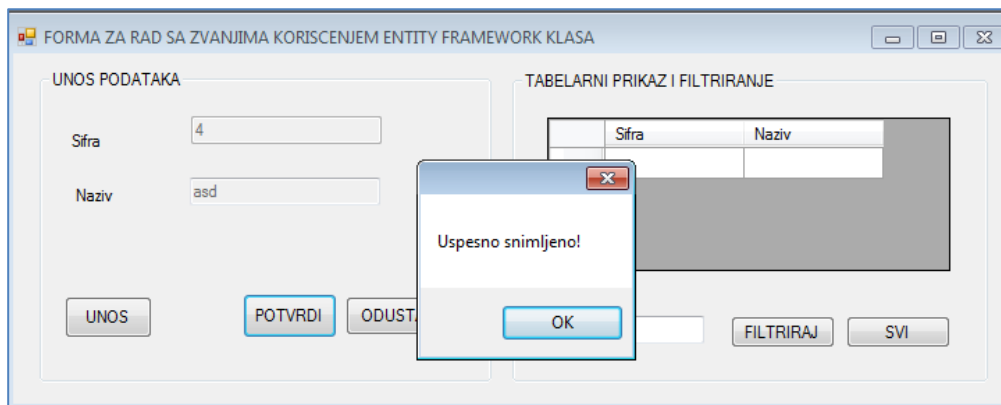 FORMA ZA RAD SA ZVANJIMA KORISCENJEM ENTITY FRAMEWORK KLASA
UNOS PODATAKA
Sifra
4
Naziv
asd
UNOS
POTVRDI
TABELARNI PRIKAZ I FILTRIRANJE
Sifra Naziv
Uspesno snimljeno!
OK
FILTRIRAJ
SVI